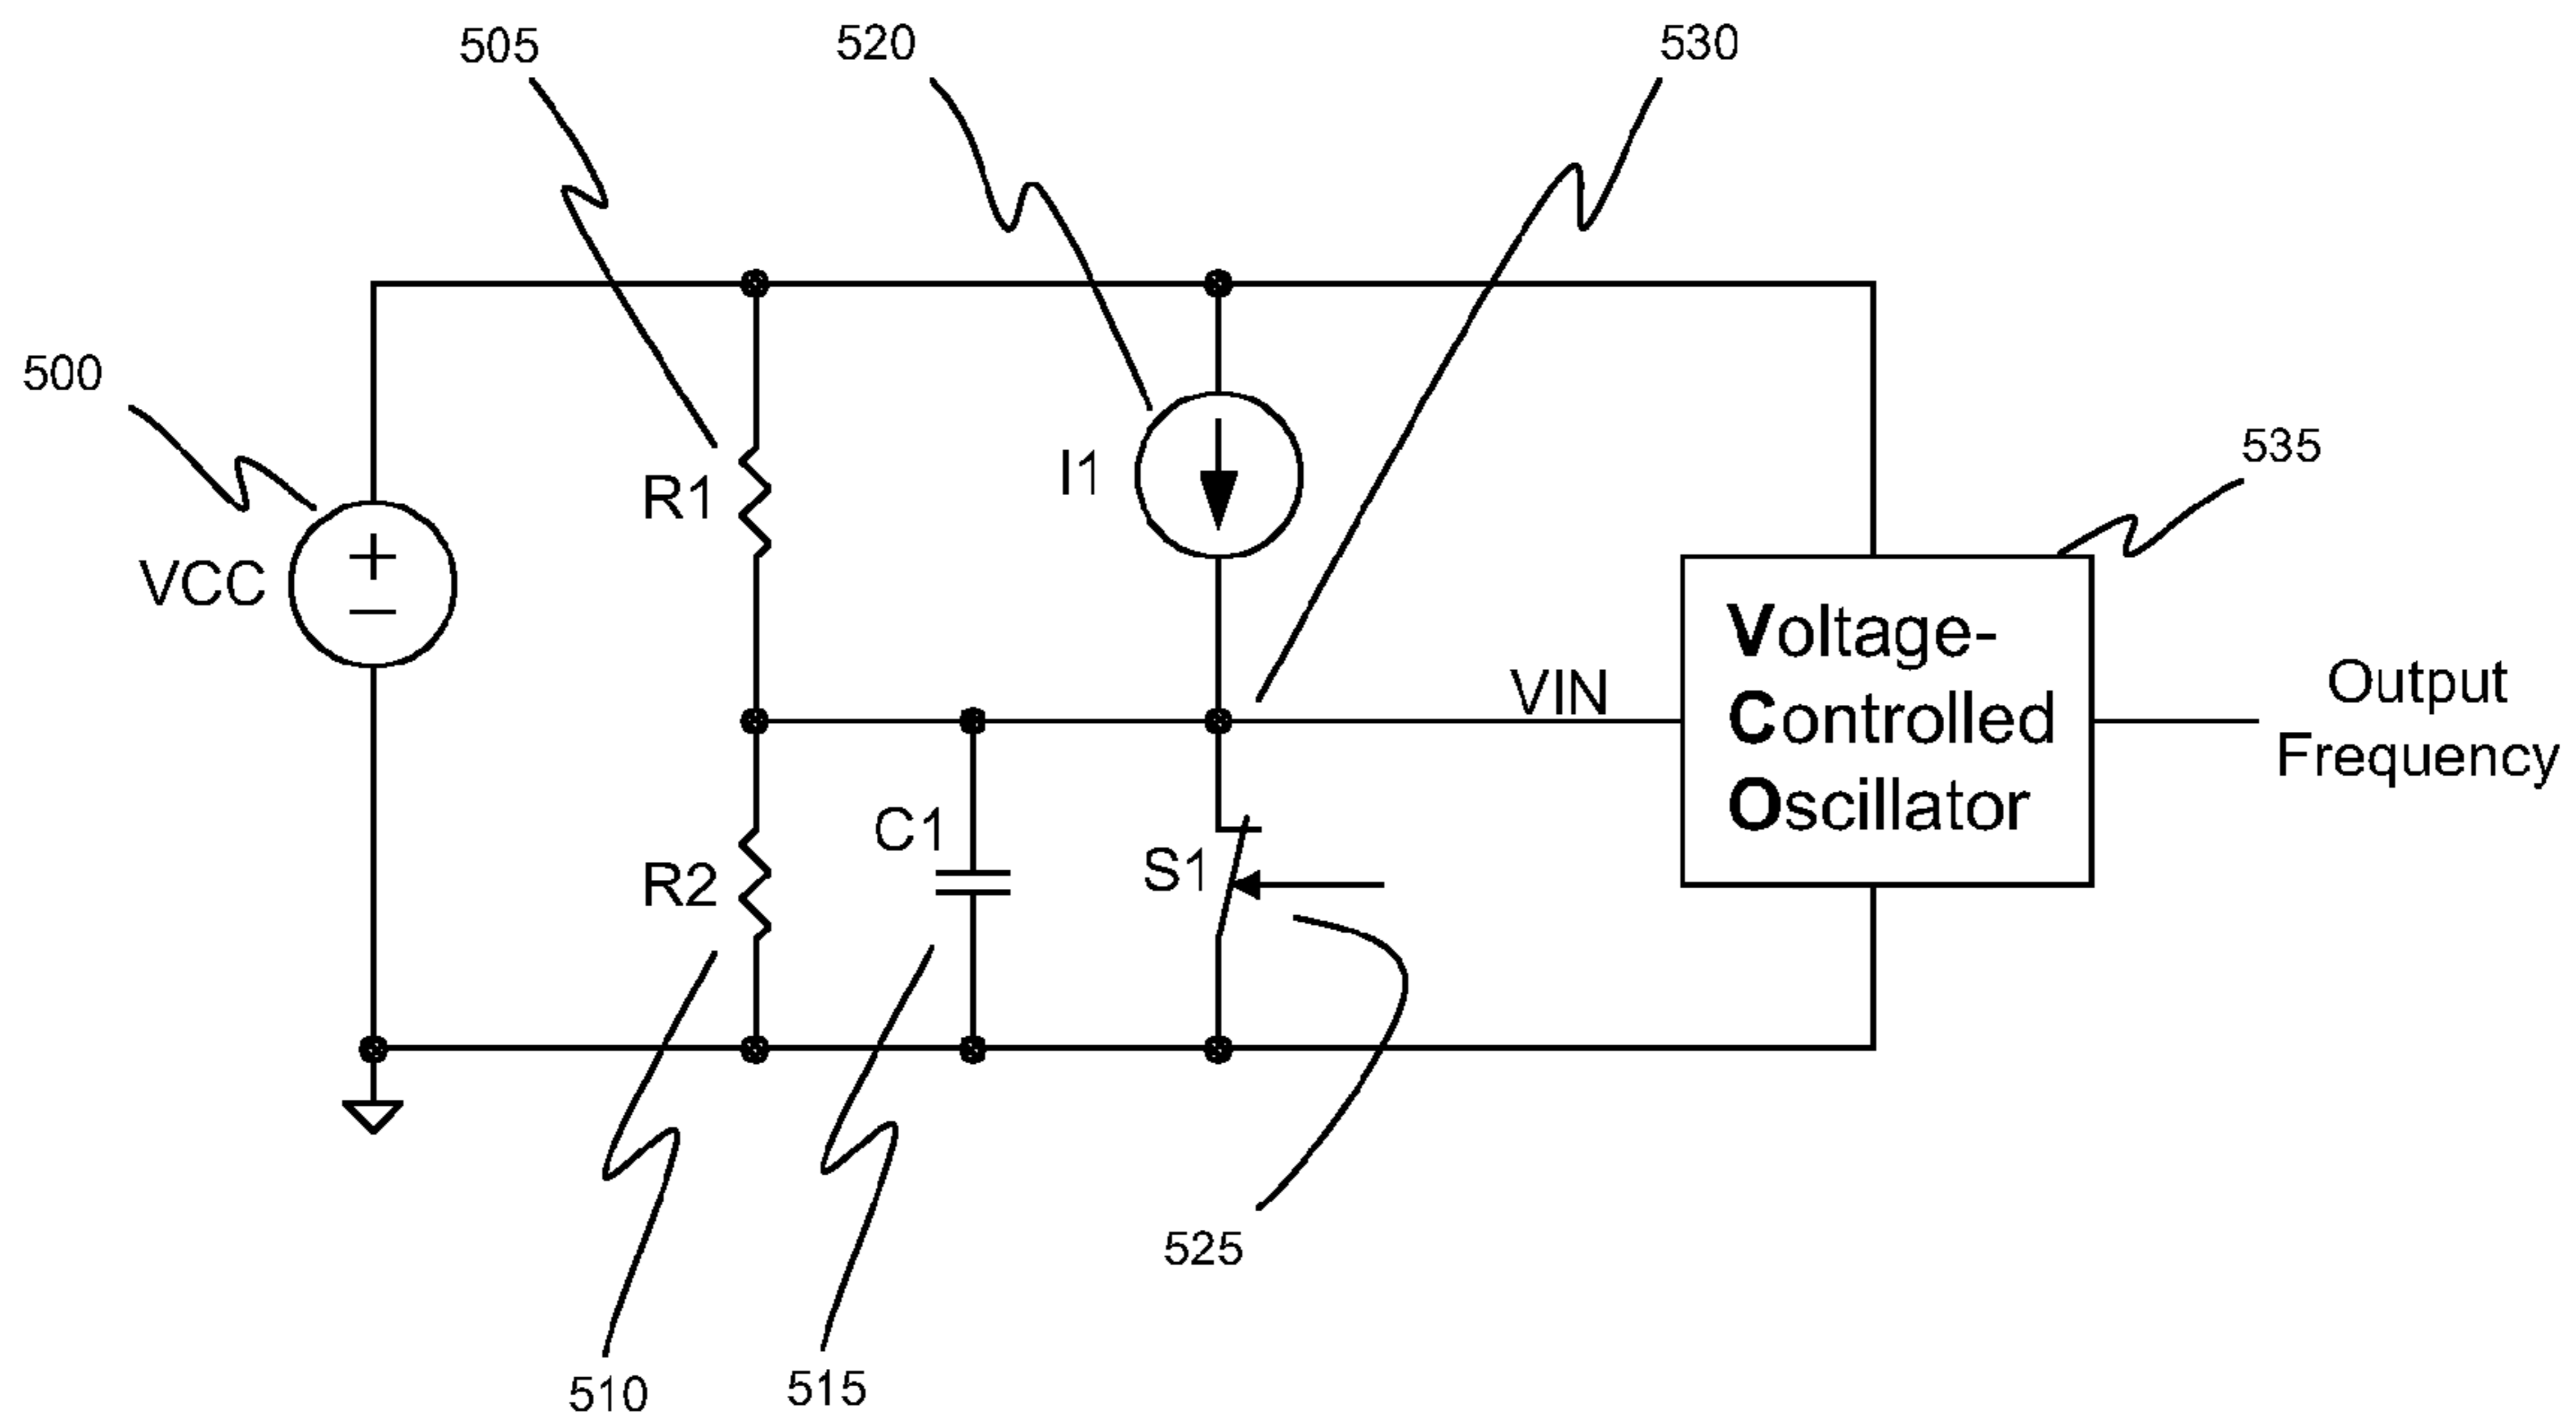 505
520
530
500
535
R1
I1
VCC
+
−
Voltage-
Controlled
Oscillator
VIN
Output
Frequency
R2
C1
S1
525
510
515